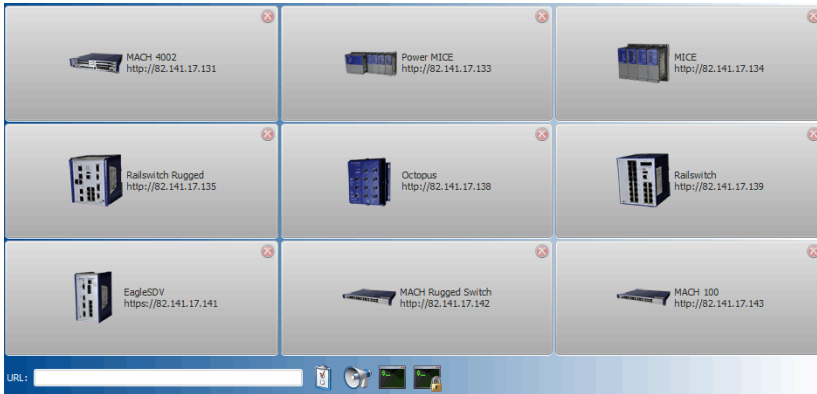 MACH 4002
http://82.141.17.131
Power MICE
http://82.141.17.133
MICE
http://82.141.17.134
Railswitch Rugged
http://82.141.17.135
Octopus
http://82.141.17.138
Railswitch
http://82.141.17.139
EagleSDV
https://82.141.17.141
MACH Rugged Switch
http://82.141.17.142
MACH 100
http://82.141.17.143
URL: